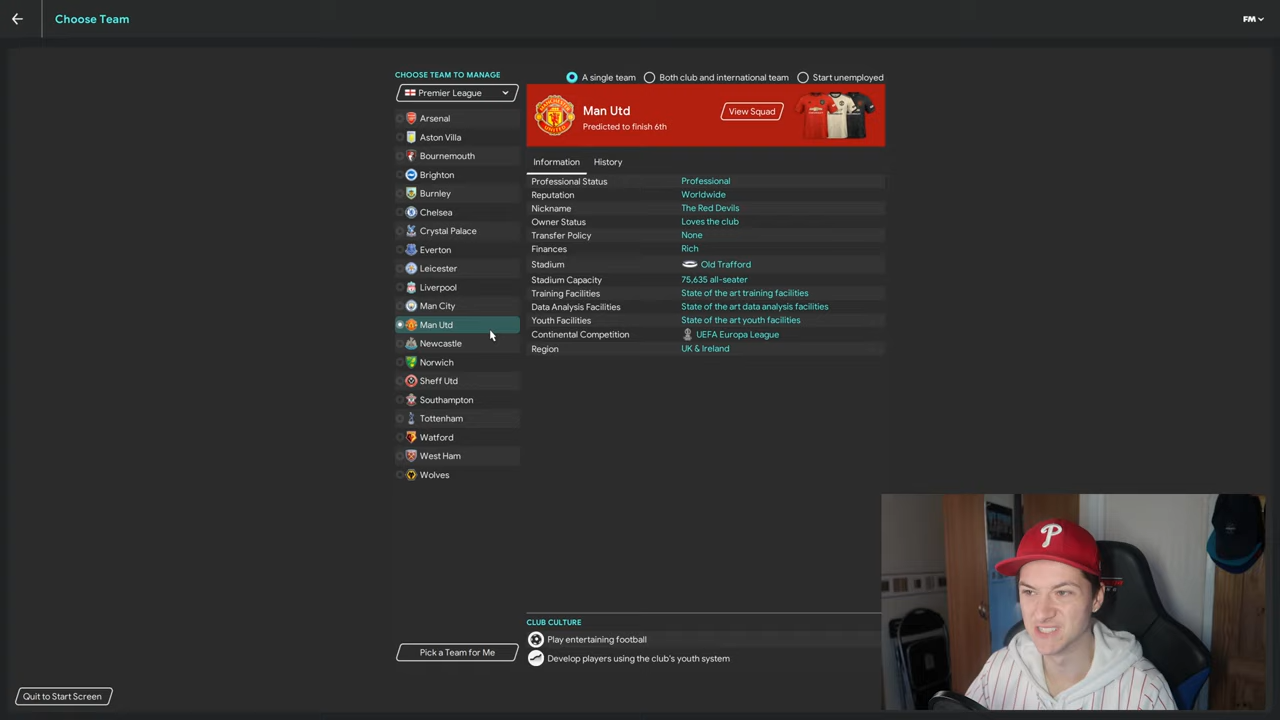 Choose Team
FM
CHOOSE TEAM TO MANAGE
A single team
Both club and international team
Start unemployed
Premier League
Arsenal
Aston Villa
Bournemouth
Brighton
Burnley
Chelsea
Crystal Palace
Everton
Leicester
Liverpool
Man City
Man Utd
Newcastle
Norwich
Sheff Utd
Southampton
Tottenham
Watford
West Ham
Wolves
Pick a Team for Me
Man Utd
Predicted to finish 6th
View Squad
Information History
Professional Status Professional
Reputation Worldwide
Nickname The Red Devils
Owner Status Loves the club
Transfer Policy None
Finances Rich
Stadium Old Trafford
Stadium Capacity 75,635 all-seater
Training Facilities State of the art training facilities
Data Analysis Facilities State of the art data analysis facilities
Youth Facilities State of the art youth facilities
Continental Competition UEFA Europa League
Region UK & Ireland
CLUB CULTURE
Play entertaining football
Develop players using the club's youth system
Quit to Start Screen
P